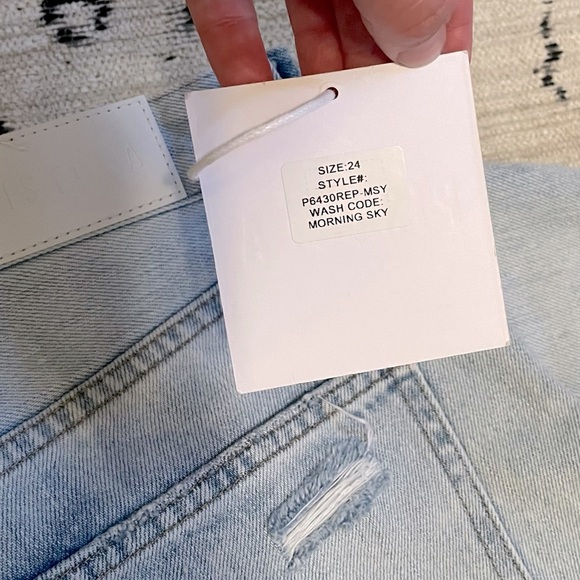 SIZE:24
STYLE#:
P6430REP-MSY
WASH CODE:
MORNING SKY